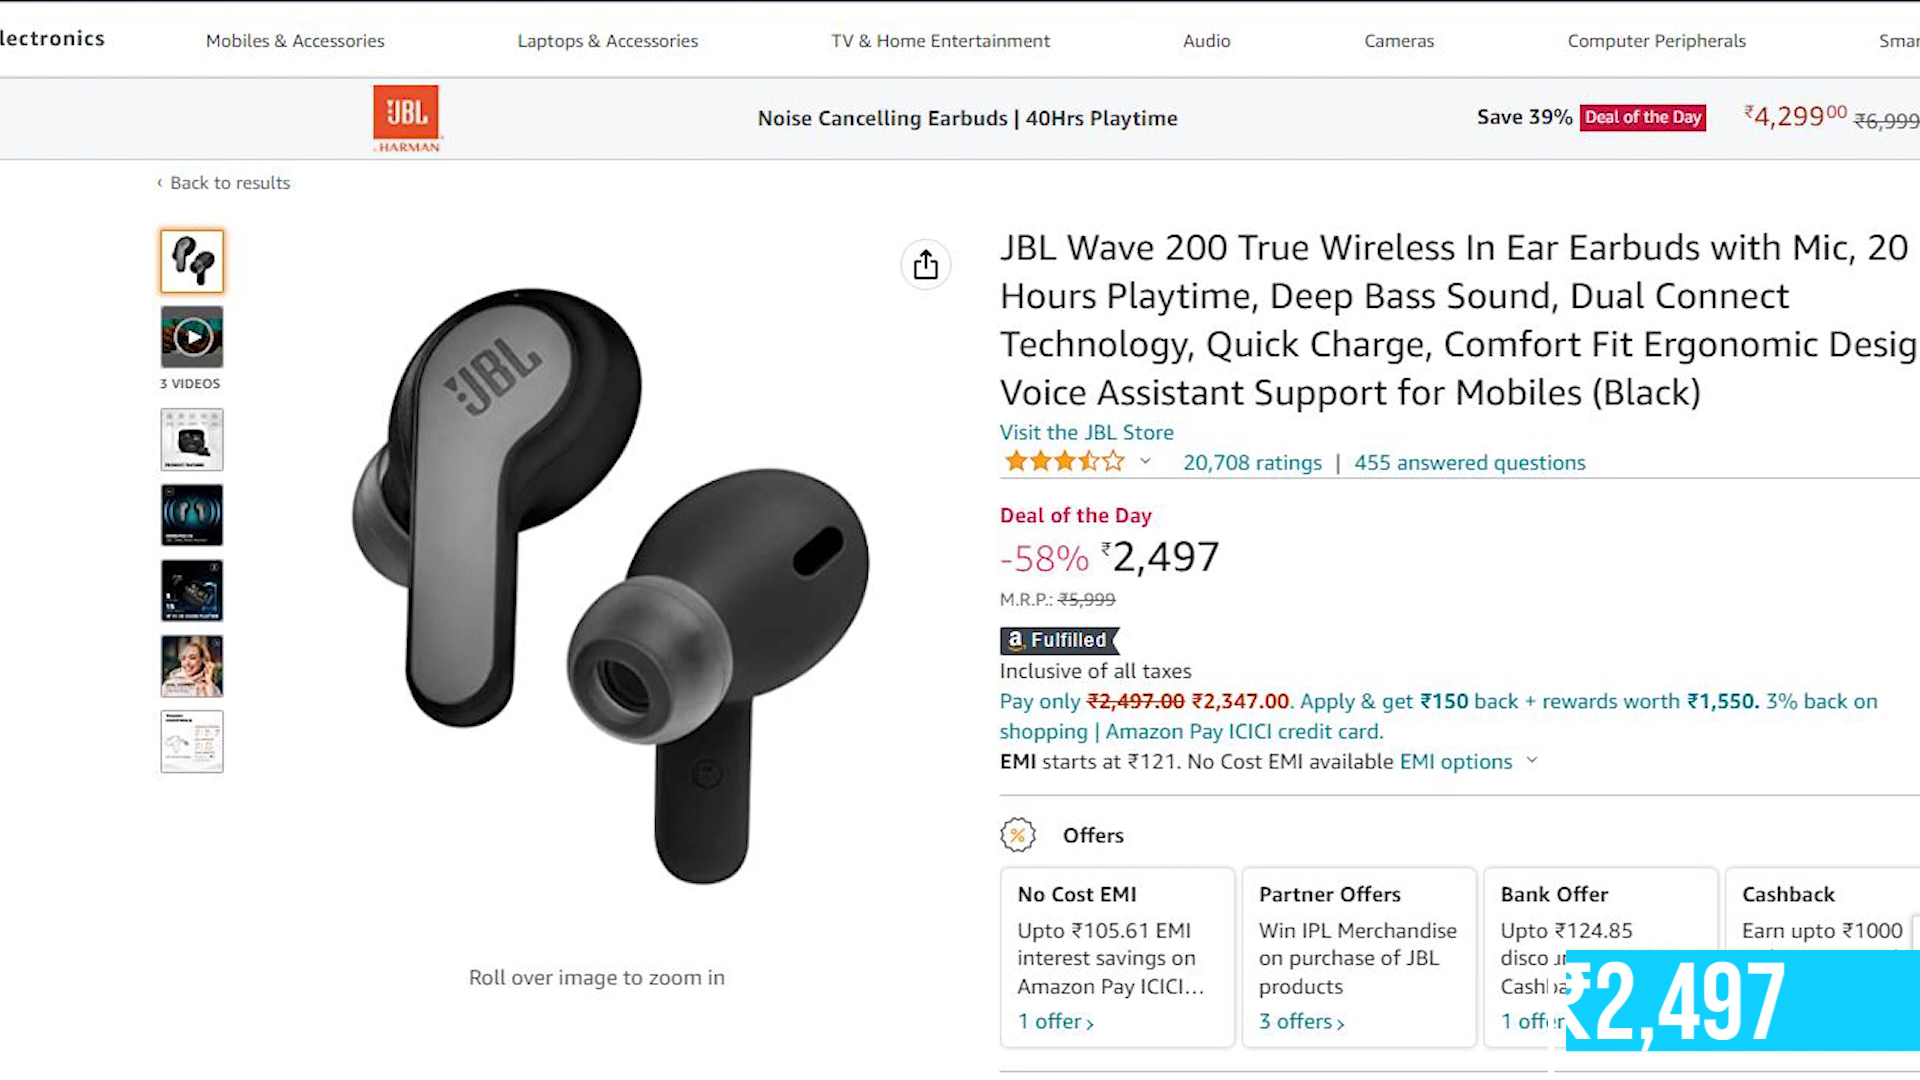 lectronics Mobiles & Accessories Laptops & Accessories TV & Home Entertainment Audio Cameras Computer Peripherals Smar
JBL
HARMAN
Noise Cancelling Earbuds | 40Hrs Playtime
Save 39% Deal of the Day ₹4,299⁰⁰ ₹6,999
‹ Back to results
3 VIDEOS
JBL
JBL Wave 200 True Wireless In Ear Earbuds with Mic, 20
Hours Playtime, Deep Bass Sound, Dual Connect
Technology, Quick Charge, Comfort Fit Ergonomic Desig
Voice Assistant Support for Mobiles (Black)
Visit the JBL Store
20,708 ratings | 455 answered questions
Deal of the Day
-58% ₹2,497
M.R.P.: ₹5,999
a Fulfilled
Inclusive of all taxes
Pay only ₹2,497.00 ₹2,347.00. Apply & get ₹150 back + rewards worth ₹1,550. 3% back on
shopping | Amazon Pay ICICI credit card.
EMI starts at ₹121. No Cost EMI available EMI options
% Offers
No Cost EMI
Upto ₹105.61 EMI
interest savings on
Amazon Pay ICICI...
1 offer ›
Partner Offers
Win IPL Merchandise
on purchase of JBL
products
3 offers ›
Bank Offer
Upto ₹124.85
disco
Cashba
1 offer
Cashback
Earn upto ₹1000
Roll over image to zoom in
₹2,497